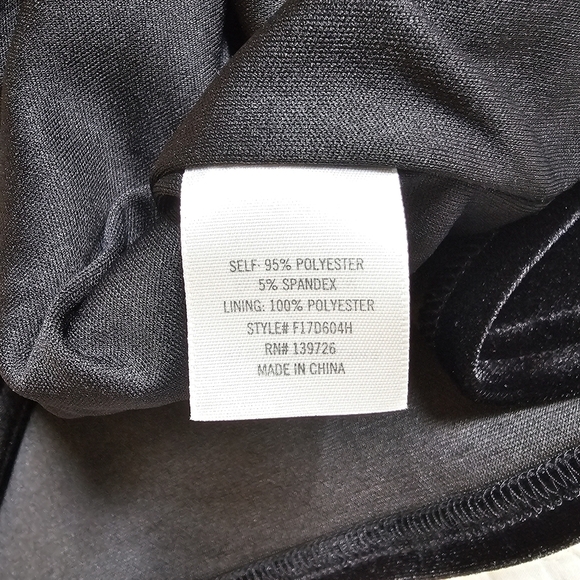 SELF- 95% POLYESTER
5% SPANDEX
LINING: 100% POLYESTER
STYLE# F17D604H
RN# 139726
MADE IN CHINA